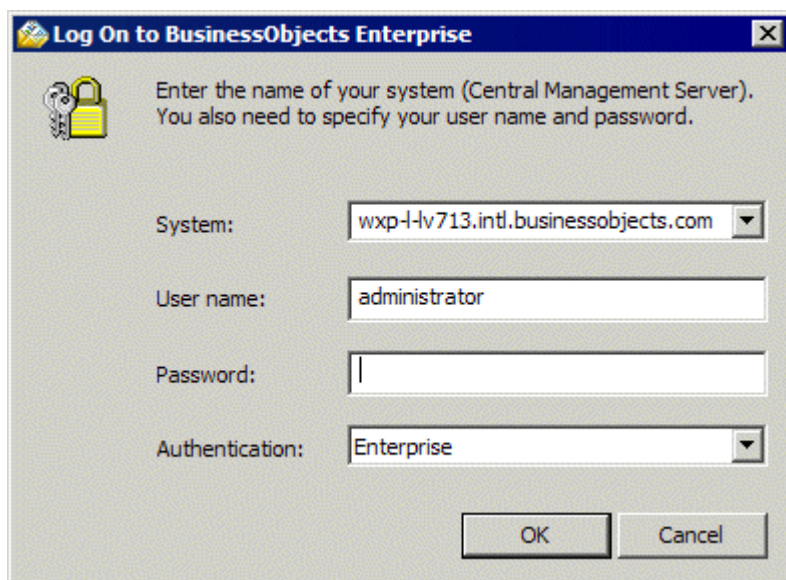 Log On to BusinessObjects Enterprise
Enter the name of your system (Central Management Server).
You also need to specify your user name and password.
System: wxp-l-lv713.intl.businessobjects.com
User name: administrator
Password:
Authentication: Enterprise
OK Cancel